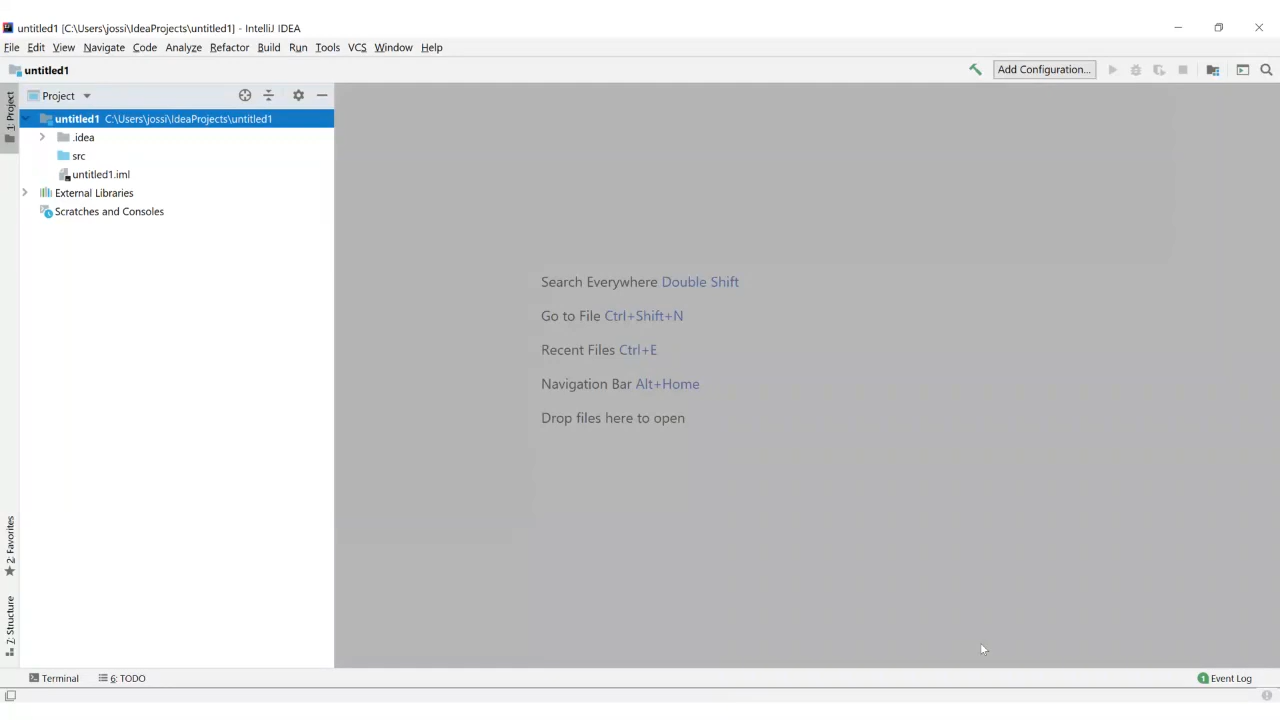 untitled1 [C:\Users\jossi\IdeaProjects\untitled1] - IntelliJ IDEA
File Edit View Navigate Code Analyze Refactor Build Run Tools VCS Window Help
untitled1
Add Configuration...
1: Project
Project
untitled1 C:\Users\jossi\IdeaProjects\untitled1
.idea
src
untitled1.iml
External Libraries
Scratches and Consoles
Search Everywhere Double Shift
Go to File Ctrl+Shift+N
Recent Files Ctrl+E
Navigation Bar Alt+Home
Drop files here to open
2: Favorites
7: Structure
Terminal
6: TODO
1 Event Log